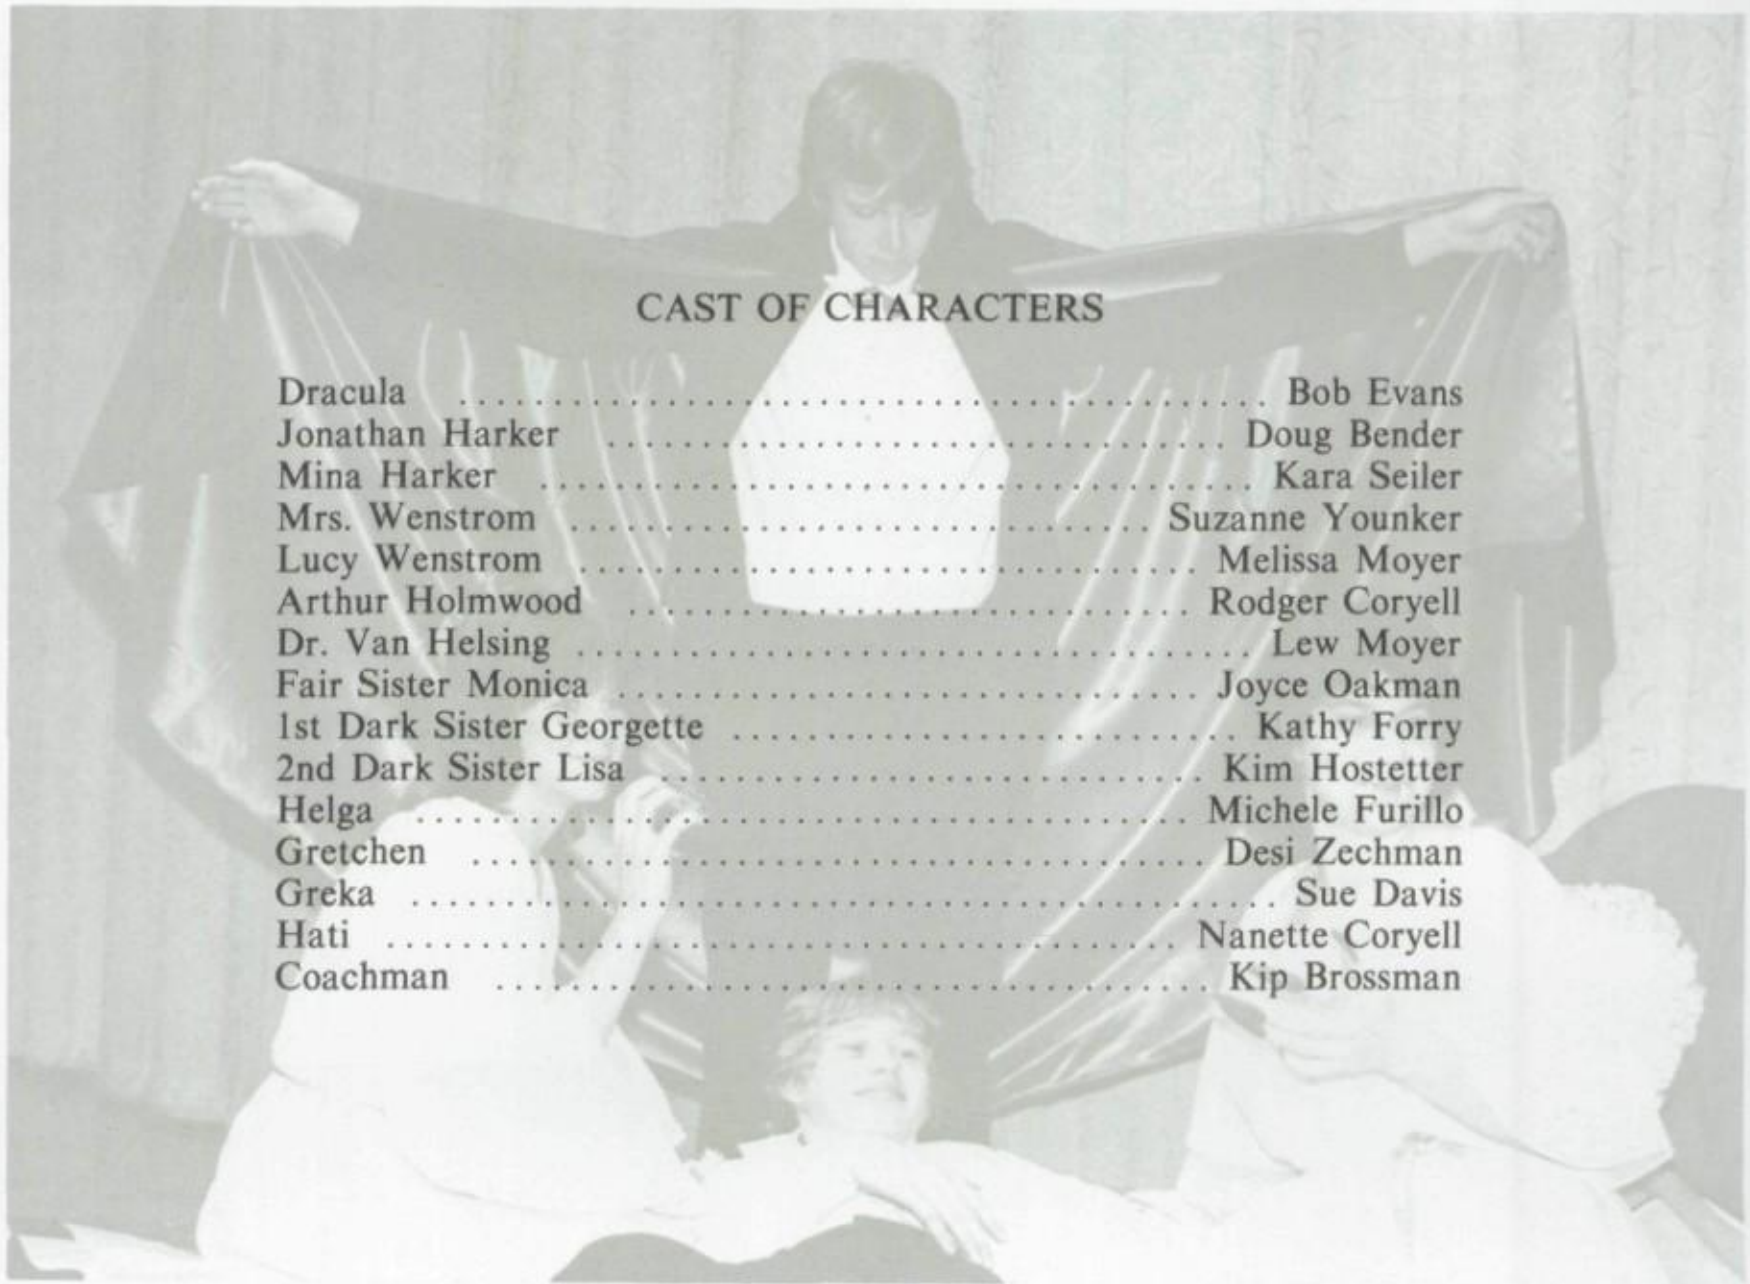 CAST OF CHARACTERS
Dracula ........................................ Bob Evans
Jonathan Harker ........................................ Doug Bender
Mina Harker ........................................ Kara Seiler
Mrs. Wenstrom ........................................ Suzanne Younker
Lucy Wenstrom ........................................ Melissa Moyer
Arthur Holmwood ........................................ Rodger Coryell
Dr. Van Helsing ........................................ Lew Moyer
Fair Sister Monica ........................................ Joyce Oakman
1st Dark Sister Georgette ........................................ Kathy Forry
2nd Dark Sister Lisa ........................................ Kim Hostetter
Helga ........................................ Michele Furillo
Gretchen ........................................ Desi Zechman
Greka ........................................ Sue Davis
Hati ........................................ Nanette Coryell
Coachman ........................................ Kip Brossman